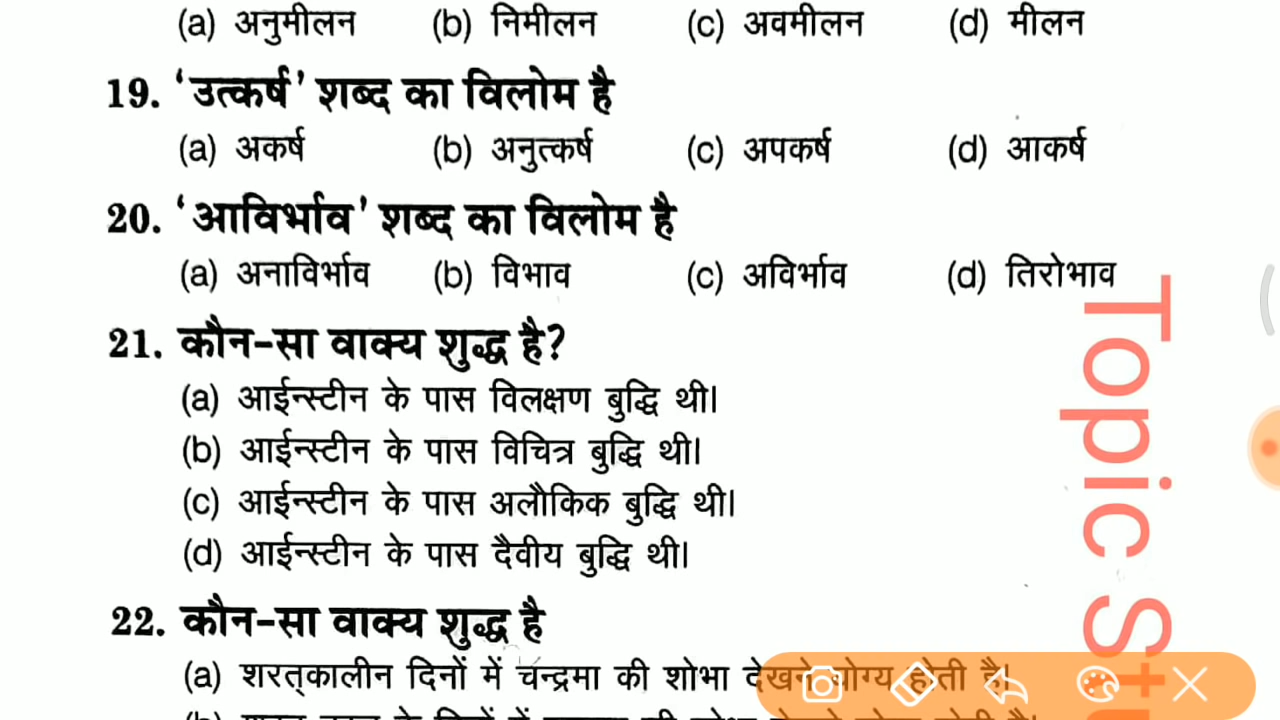 (a) अनुमीलन (b) निमीलन (c) अवमीलन (d) मीलन
19. ‘उत्कर्ष’ शब्द का विलोम है
(a) अकर्ष (b) अनुत्कर्ष (c) अपकर्ष (d) आकर्ष
20. ‘आविर्भाव’ शब्द का विलोम है
(a) अनाविर्भाव (b) विभाव (c) अविर्भाव (d) तिरोभाव
21. कौन-सा वाक्य शुद्ध है?
(a) आईन्स्टीन के पास विलक्षण बुद्धि थी।
(b) आईन्स्टीन के पास विचित्र बुद्धि थी।
(c) आईन्स्टीन के पास अलौकिक बुद्धि थी।
(d) आईन्स्टीन के पास दैवीय बुद्धि थी।
22. कौन-सा वाक्य शुद्ध है
(a) शरत्कालीन दिनों में चन्द्रमा की शोभा देखने योग्य होती है।
Topic